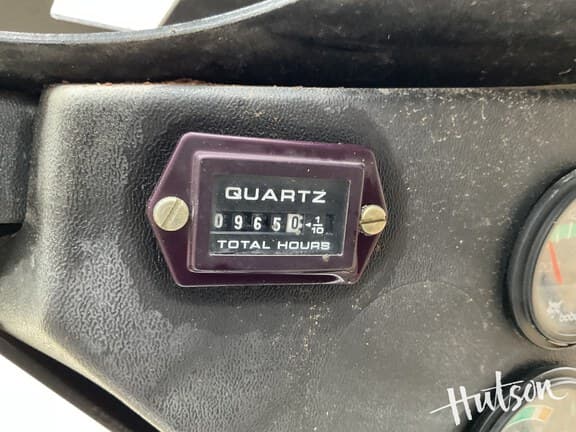 QUARTZ
09650 ◄ 1/10
TOTAL HOURS
Hutson